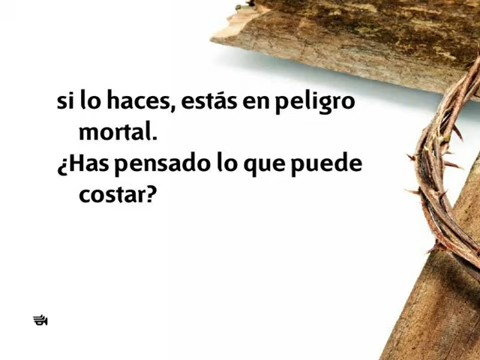 si lo haces, estás en peligro
mortal.
¿Has pensado lo que puede
costar?